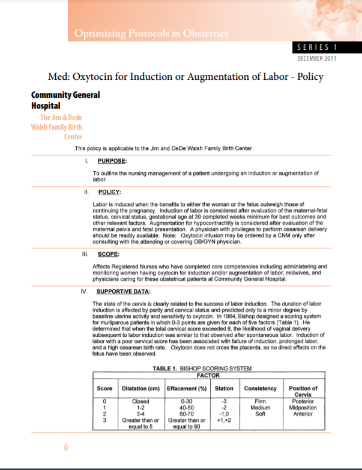 Optimizing Protocols in Obstetrics
SERIES 1
DECEMBER 2011
Med: Oxytocin for Induction or Augmentation of Labor - Policy
Community General
Hospital
The Jim & Dede
Walsh Family Birth
Center
This policy is applicable to the Jim and DeDe Walsh Family Birth Center
I. PURPOSE:
To outline the nursing management of a patient undergoing an induction or augmentation of
labor
II. POLICY:
Labor is induced when the benefits to either the woman or the fetus outweigh those of
continuing the pregnancy. Induction of labor is considered after evaluation of the maternal-fetal
status, cervical status, gestational age at 39 completed weeks minimum for best outcomes and
other relevant factors. Augmentation for hypocontractility is considered after evaluation of the
maternal pelvis and fetal presentation. A physician with privileges to perform cesarean delivery
should be readily available. Note: Oxytocin infusion may be ordered by a CNM only after
consulting with the attending or covering OB/GYN physician.
III. SCOPE:
Affects Registered Nurses who have completed core competencies including administering and
monitoring women having oxytocin for induction and/or augmentation of labor, midwives, and
physicians caring for these obstetrical patients at Community General Hospital.
IV. SUPPORTIVE DATA:
The state of the cervix is clearly related to the success of labor induction. The duration of labor
induction is affected by parity and cervical status and predicted only to a minor degree by
baseline uterine activity and sensitivity to oxytocin. In 1964, Bishop designed a scoring system
for multiparous patients in which 0-3 points are given for each of five factors (Table 1). He
determined that when the total cervical score exceeded 8, the likelihood of vaginal delivery
subsequent to labor induction was similar to that observed after spontaneous labor. Induction of
labor with a poor cervical score has been associated with failure of induction, prolonged labor,
and a high cesarean birth rate. Oxytocin does not cross the placenta, so no direct effects on the
fetus have been observed.
TABLE 1. BISHOP SCORING SYSTEM
FACTOR
Score Dilatation (cm) Effacement (%) Station Consistency Position of
Cervix
0 Closed 0-30 -3 Firm Posterior
1 1-2 40-50 -2 Medium Midposition
2 3-4 60-70 -1,0 Soft Anterior
3 Greater than or Greater than or +1,+2
equal to 5 equal to 80
6